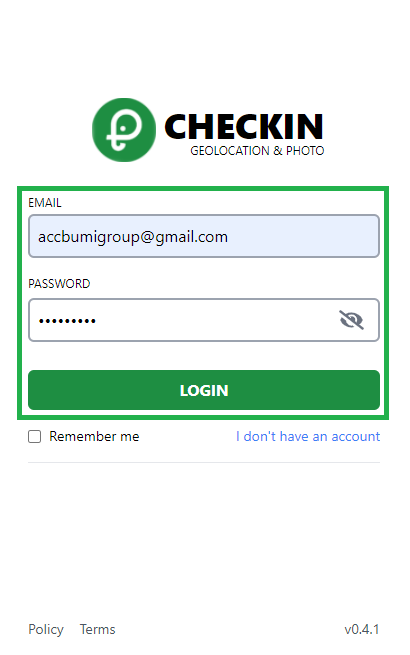 CHECKIN
GEOLOCATION & PHOTO
EMAIL
accbumigroup@gmail.com
PASSWORD
•••••••••
LOGIN
Remember me
I don't have an account
Policy
Terms
v0.4.1